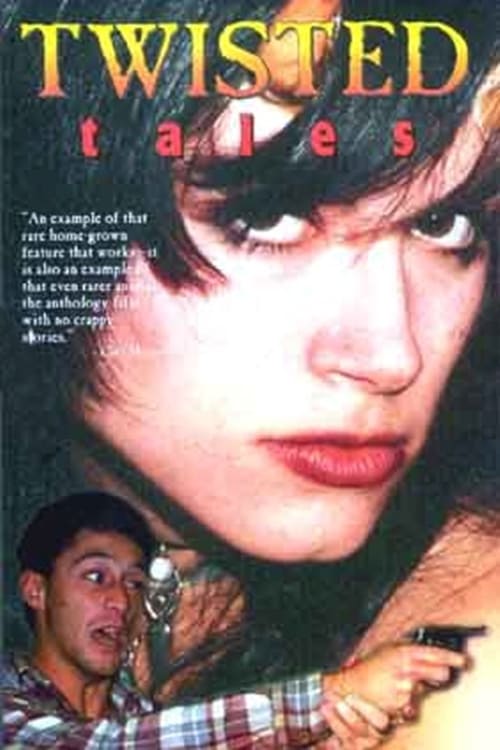 TWISTED
tales
"An example of that
rare home-grown
feature that works - it
is also an example
that even rarer
the anthology film
with no crappy
stories."